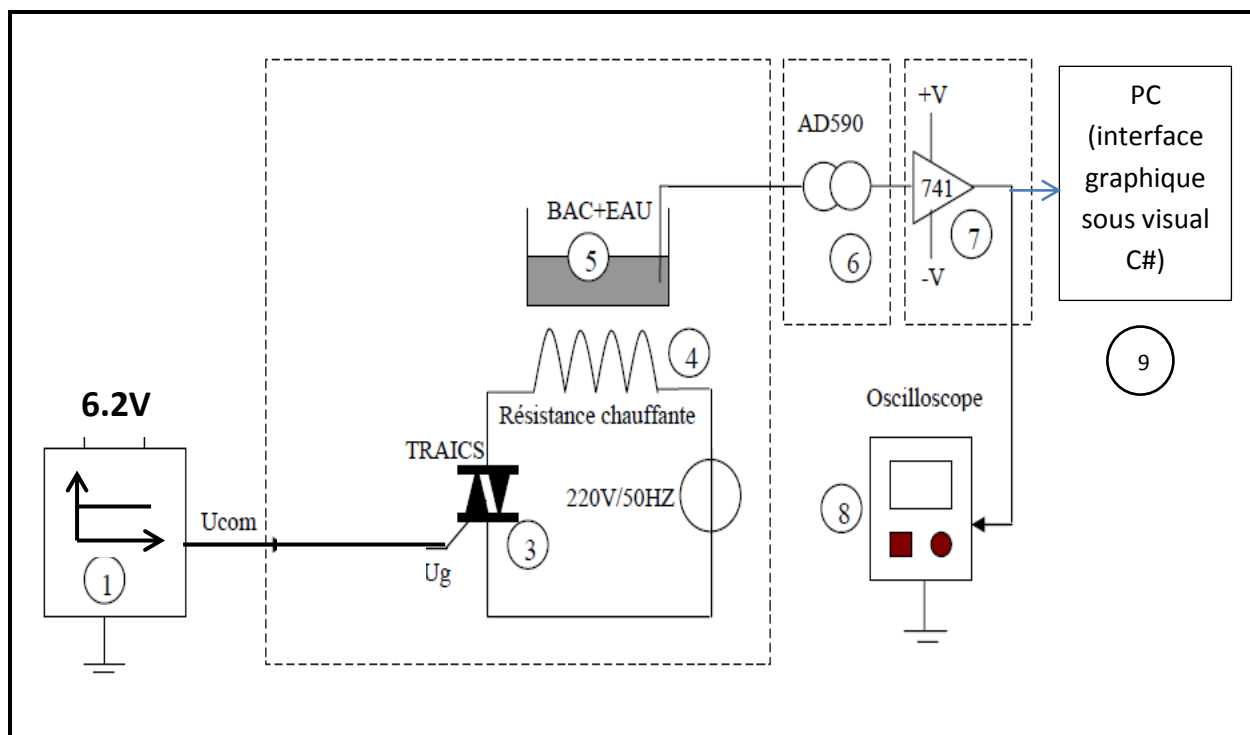 +V
AD590
741
7
-V
6
PC
(interface
graphique
sous visual
C#)
9
BAC+EAU
5
4
Résistance chauffante
TRAICS
220V/50HZ
3
Ug
6.2V
Ucom
1
Oscilloscope
8